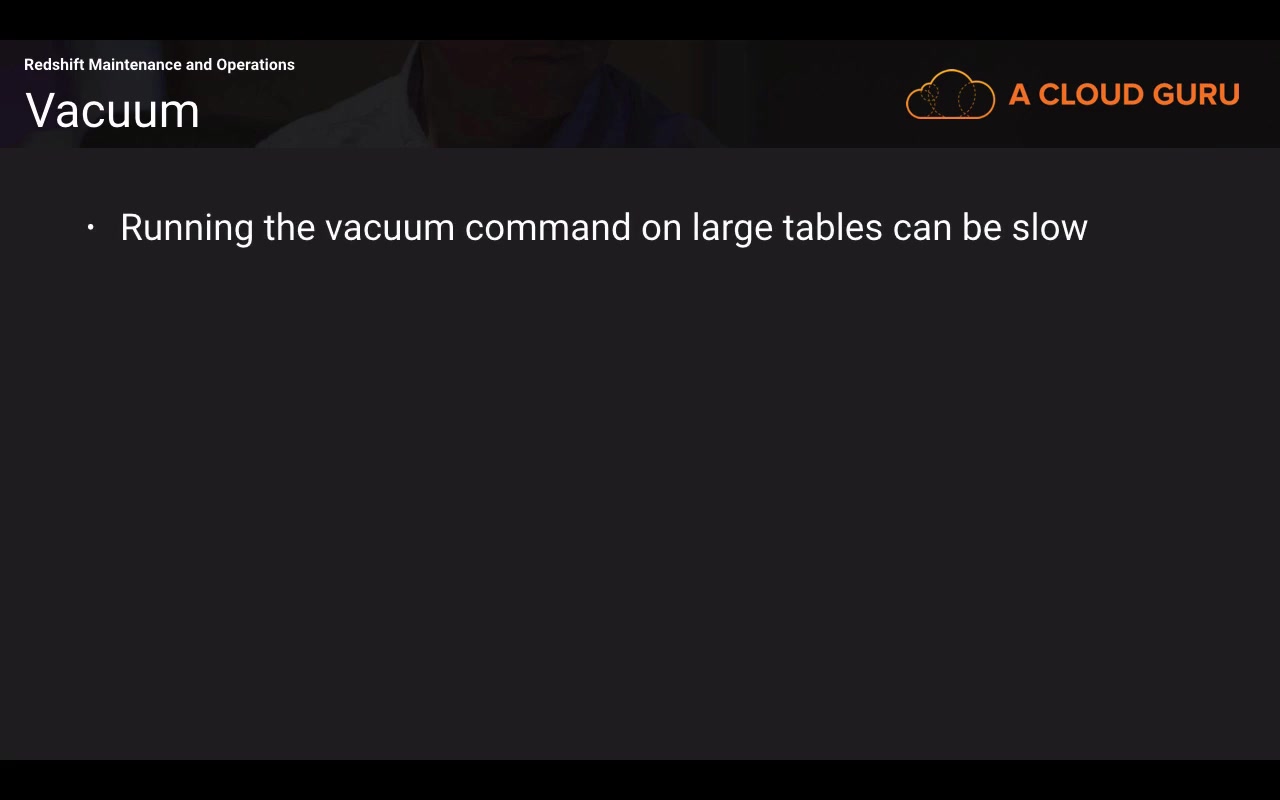 Redshift Maintenance and Operations
Vacuum
A CLOUD GURU
· Running the vacuum command on large tables can be slow